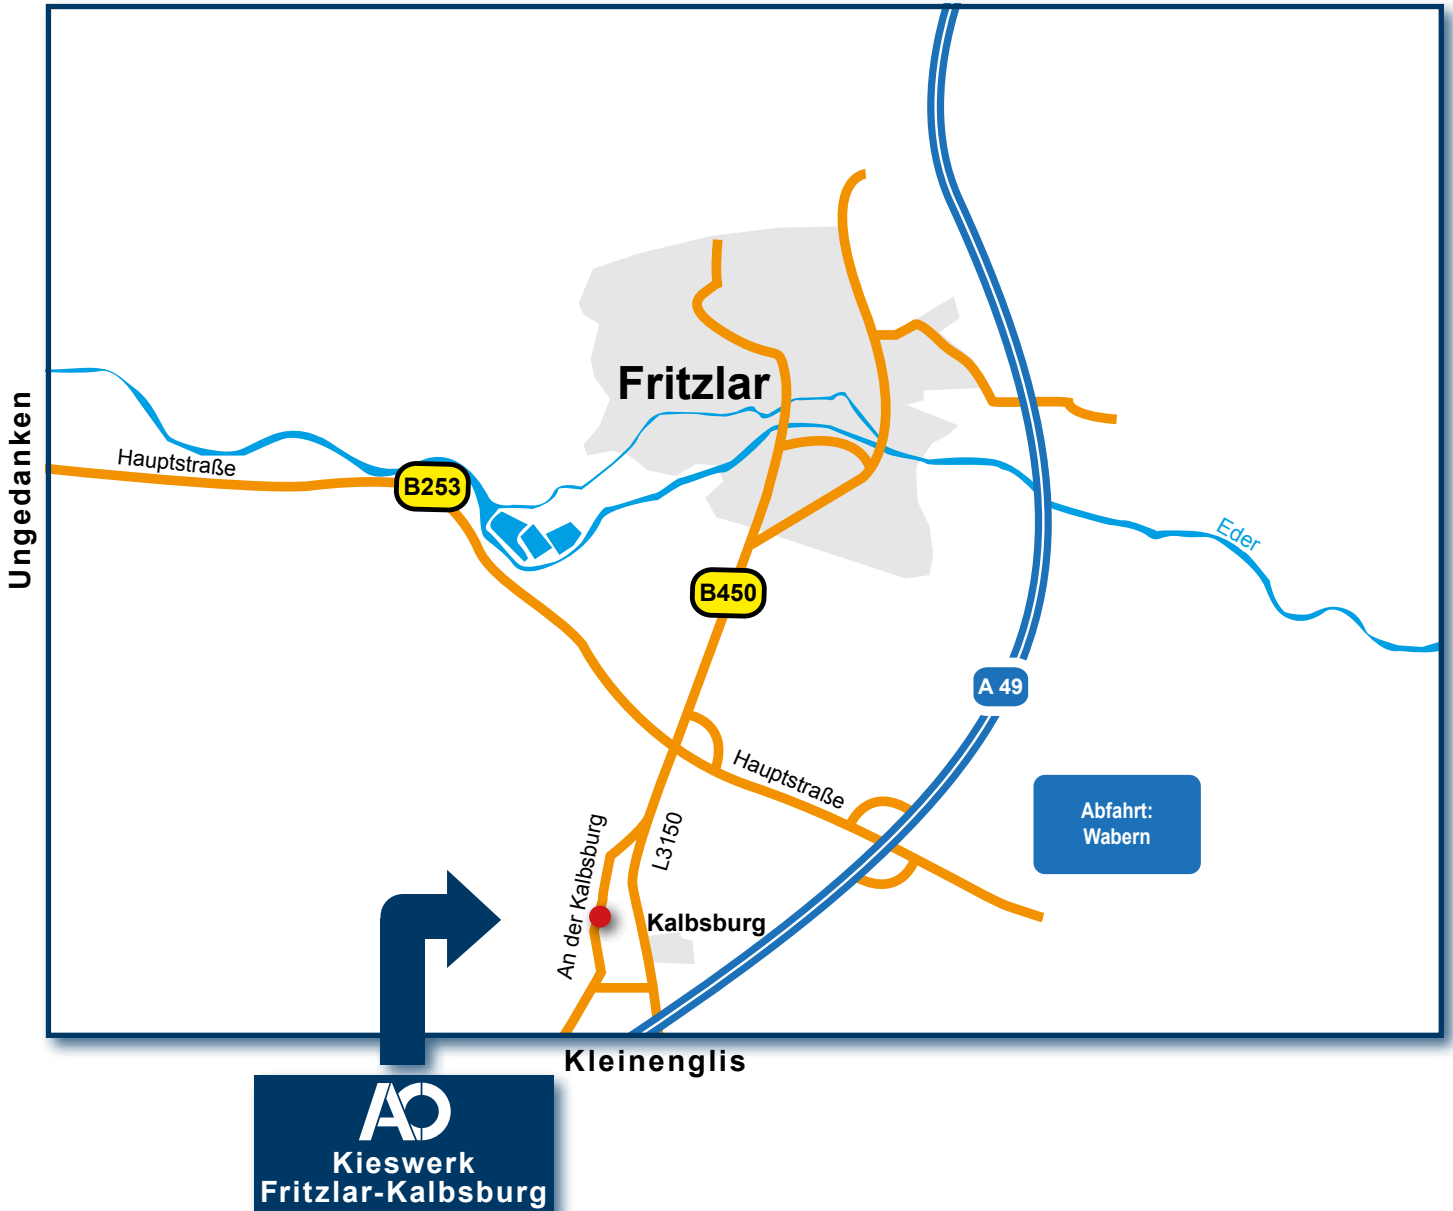 Fritzlar
Ungedanken
Hauptstraße
B253
Eder
B450
A 49
Hauptstraße
Abfahrt:
Wabern
L3150
An der Kalbsburg
Kalbsburg
Kleinenglis
AO
Kieswerk
Fritzlar-Kalbsburg